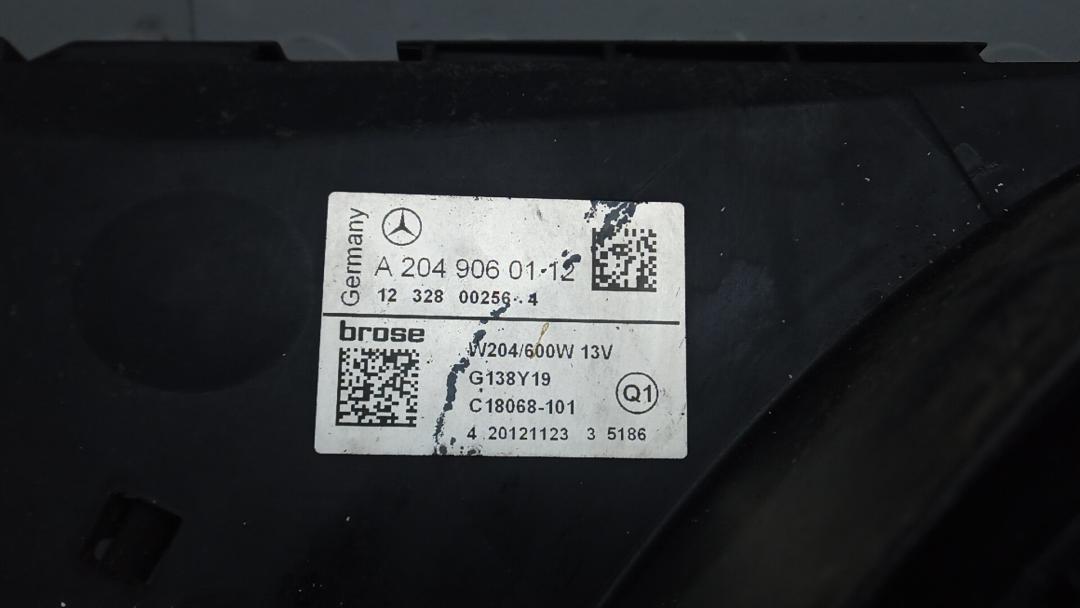 Germany
A 204 906 01 12
12 328 00256 4
brose
W204/600W 13V
G138Y19
C18068-101
Q1
4 20121123 3 5186